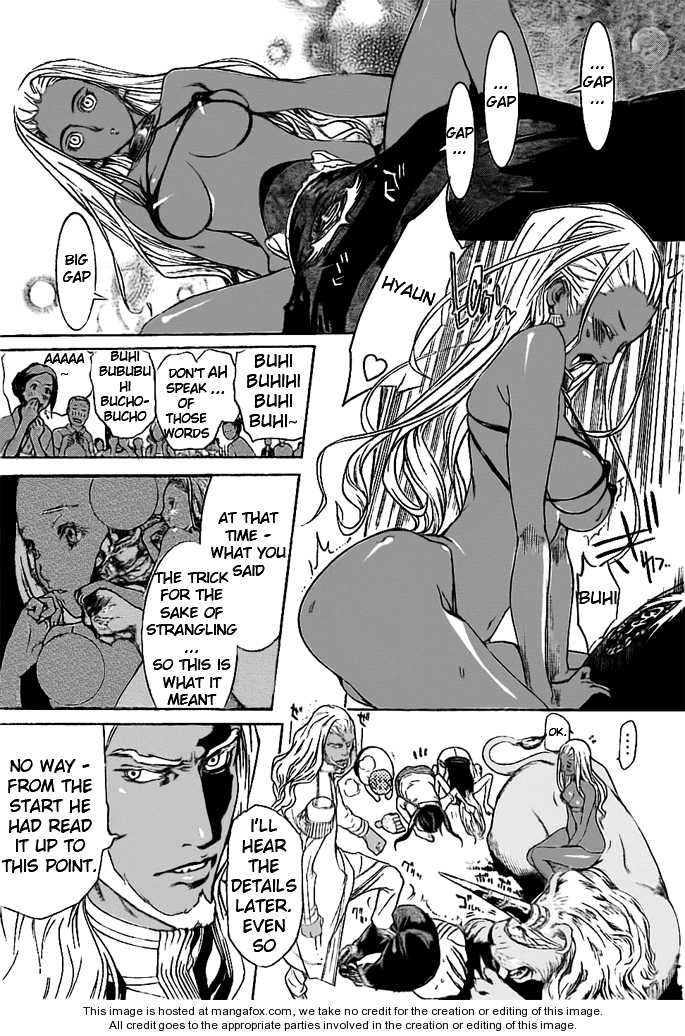 ...
GAP
...
...
GAP
...
GAP
...
BIG
GAP
HYAUN
BUHI
BUHIHI
BUHI
BUHI~
DON'T AH
SPEAK ...
OF
THOSE
WORDS
BUHI
BUBUBU
HI
BUCHO-
BUCHO
AAAAA
~
BUHI
AT THAT
TIME -
WHAT YOU
SAID
THE TRICK
FOR THE
SAKE OF
STRANGLING
...
SO THIS IS
WHAT IT
MEANT
NO WAY -
FROM THE
START HE
HAD READ
IT UP TO
THIS POINT.
I'LL
HEAR
THE
DETAILS
LATER.
EVEN
SO
OK.
...
This image is hosted at mangafox.com, we take no credit for the creation or editing of this image.
All credit goes to the appropriate parties involved in the creation or editing of this image.